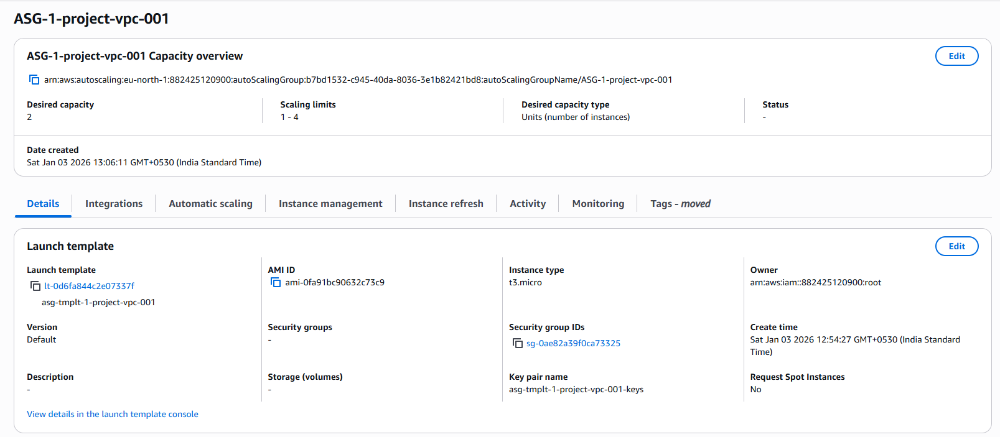 ASG-1-project-vpc-001
ASG-1-project-vpc-001 Capacity overview
Edit
arn:aws:autoscaling:eu-north-1:882425120900:autoScalingGroup:b7bd1532-c945-40da-8036-3e1b82421bd8:autoScalingGroupName/ASG-1-project-vpc-001
Desired capacity
2
Scaling limits
1 - 4
Desired capacity type
Units (number of instances)
Status
-
Date created
Sat Jan 03 2026 13:06:11 GMT+0530 (India Standard Time)
Details
Integrations
Automatic scaling
Instance management
Instance refresh
Activity
Monitoring
Tags - moved
Launch template
Edit
Launch template
lt-0d6fa844c2e07337f
asg-tmplt-1-project-vpc-001
AMI ID
ami-0fa91bc90632c73c9
Instance type
t3.micro
Owner
arn:aws:iam::882425120900:root
Version
Default
Security groups
-
Security group IDs
sg-0ae82a39f0ca73325
Create time
Sat Jan 03 2026 12:54:27 GMT+0530 (India Standard
Time)
Description
-
Storage (volumes)
-
Key pair name
asg-tmplt-1-project-vpc-001-keys
Request Spot Instances
No
View details in the launch template console